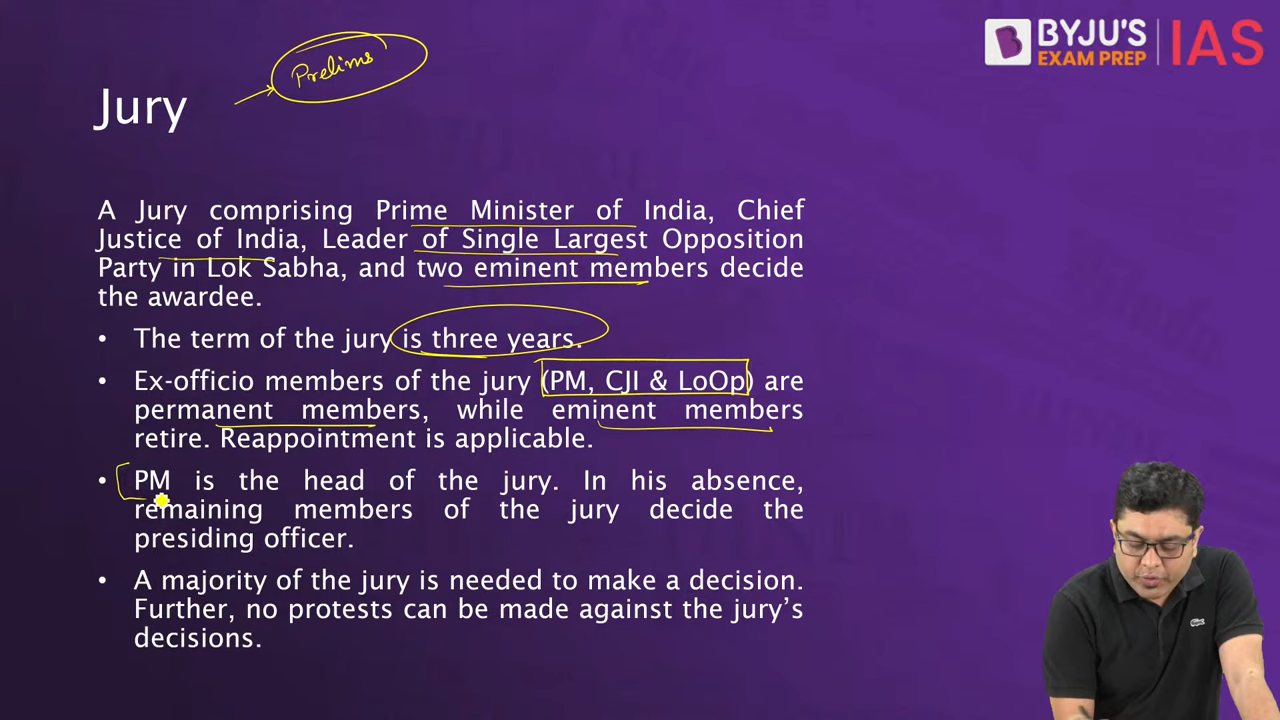 Prelims
BYJU'S
EXAM PREP
IAS
Jury
A Jury comprising Prime Minister of India, Chief
Justice of India, Leader of Single Largest Opposition
Party in Lok Sabha, and two eminent members decide
the awardee.
• The term of the jury is three years.
• Ex-officio members of the jury (PM, CJI & LoOp) are
permanent members, while eminent members
retire. Reappointment is applicable.
• PM is the head of the jury. In his absence,
remaining members of the jury decide the
presiding officer.
• A majority of the jury is needed to make a decision.
Further, no protests can be made against the jury’s
decisions.